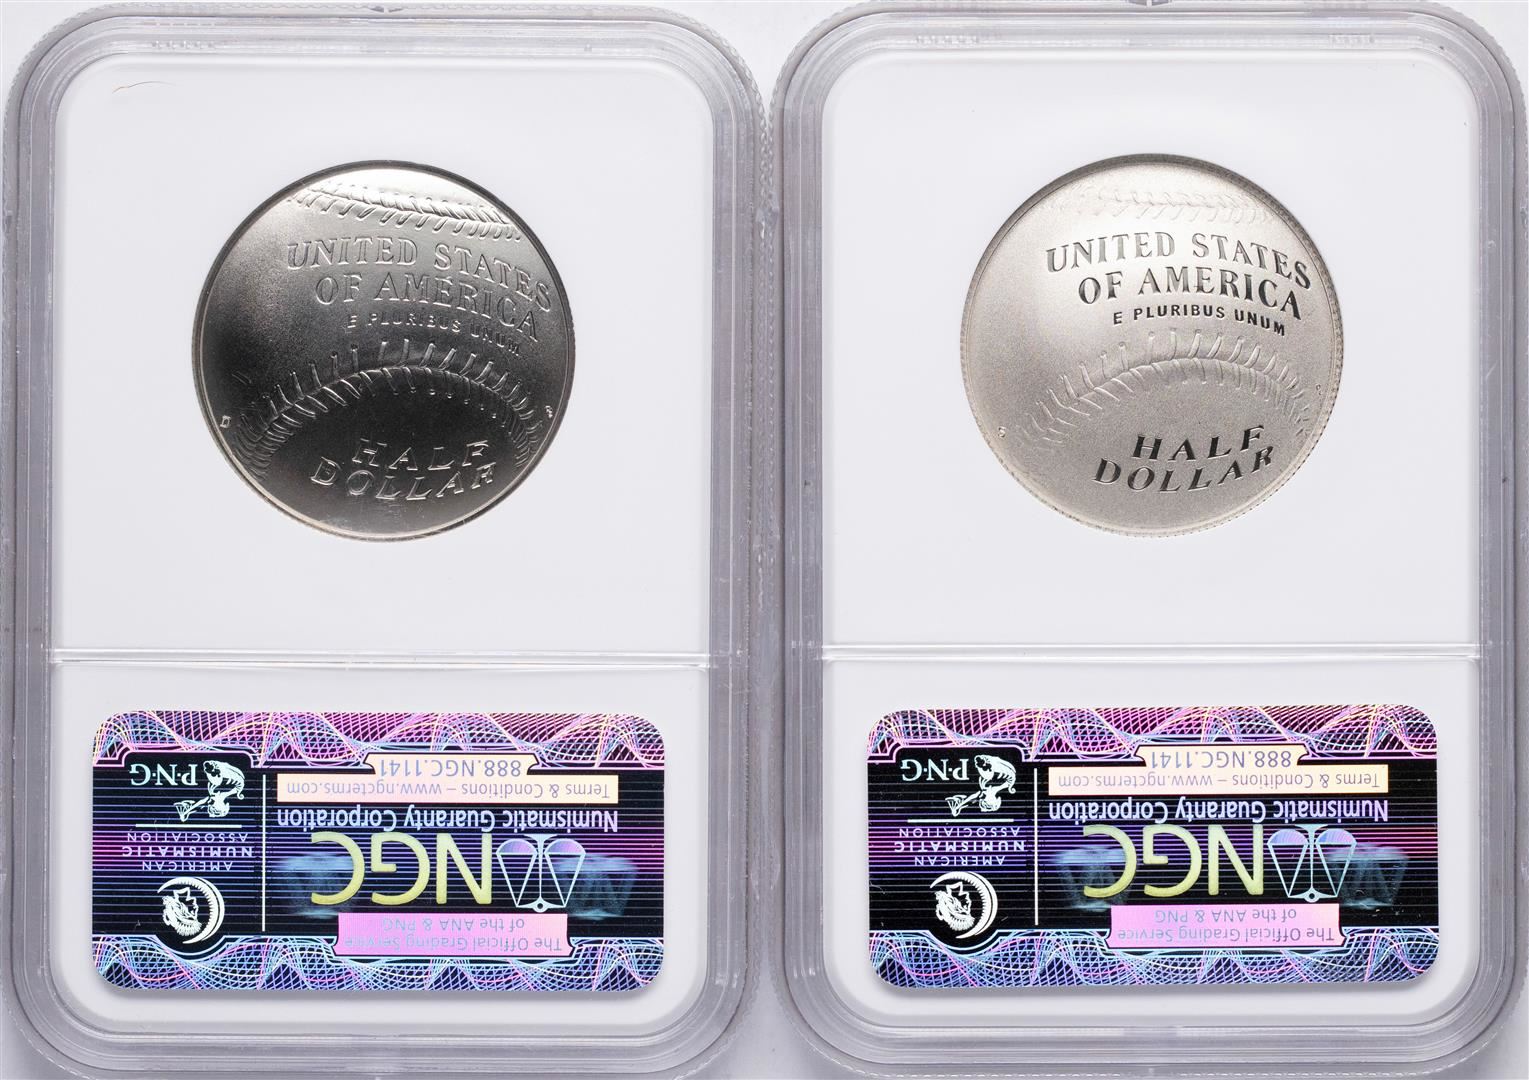 UNITED STATES
OF AMERICA
E PLURIBUS UNUM
D
HALF
DOLLAR
UNITED STATES
OF AMERICA
E PLURIBUS UNUM
S
P
HALF
DOLLAR
The Official Grading Service
of the ANA & PNG
NGC
Numismatic Guaranty Corporation
Terms & Conditions – www.ngcterms.com
888.NGC.1141
AMERICAN
NUMISMATIC
ASSOCIATION
P·N·G
The Official Grading Service
of the ANA & PNG
NGC
Numismatic Guaranty Corporation
Terms & Conditions – www.ngcterms.com
888.NGC.1141
AMERICAN
NUMISMATIC
ASSOCIATION
P·N·G